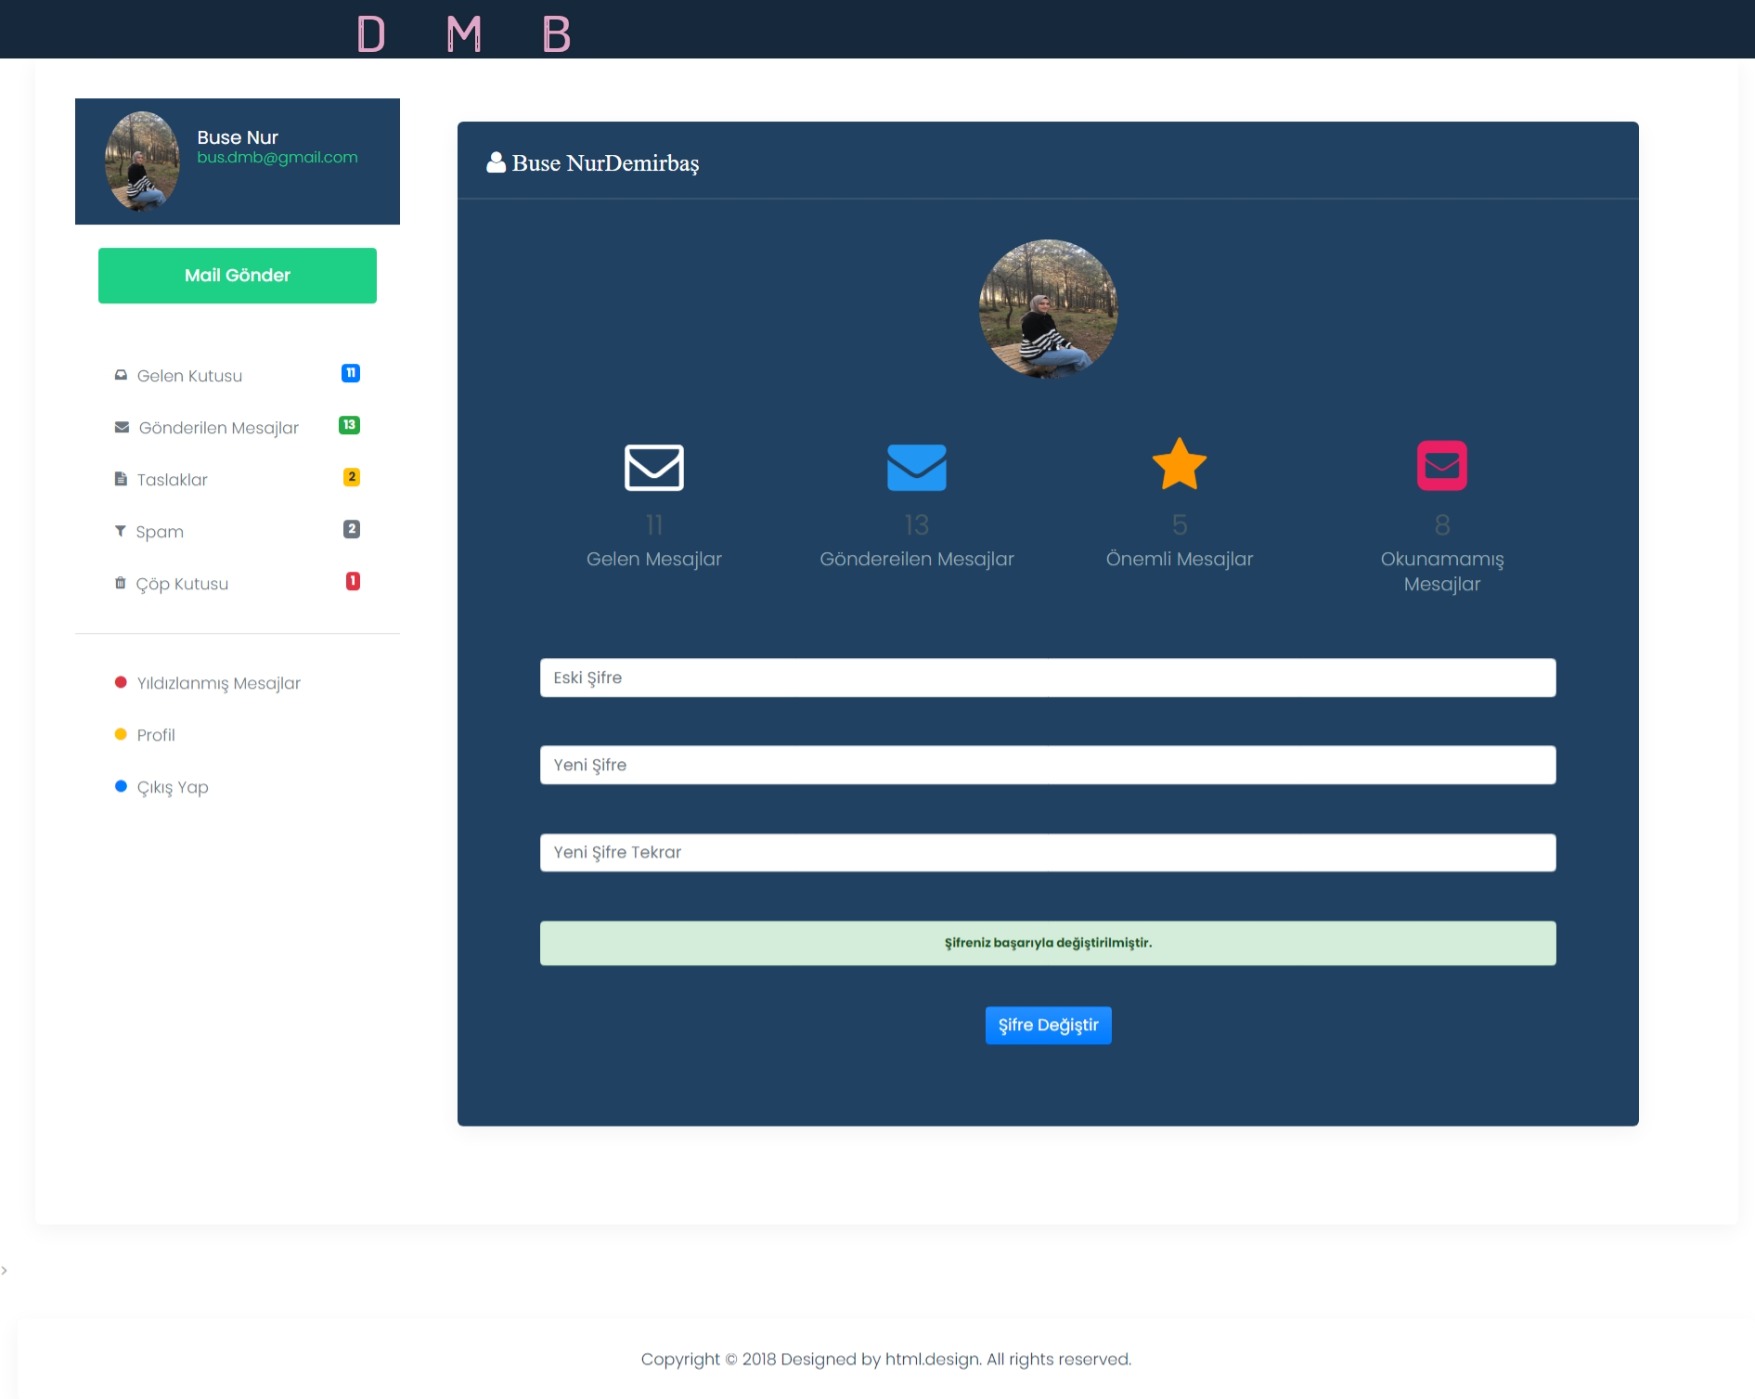 D M B
Buse Nur
bus.dmb@gmail.com
Mail Gönder
Gelen Kutusu 11
Gönderilen Mesajlar 13
Taslaklar 2
Spam 2
Çöp Kutusu 1
Yıldızlanmış Mesajlar
Profil
Çıkış Yap
Buse NurDemirbaş
11
Gelen Mesajlar
13
Göndereilen Mesajlar
5
Önemli Mesajlar
8
Okunamamış
Mesajlar
Eski Şifre
Yeni Şifre
Yeni Şifre Tekrar
Şifreniz başarıyla değiştirilmiştir.
Şifre Değiştir
>
Copyright © 2018 Designed by html.design. All rights reserved.